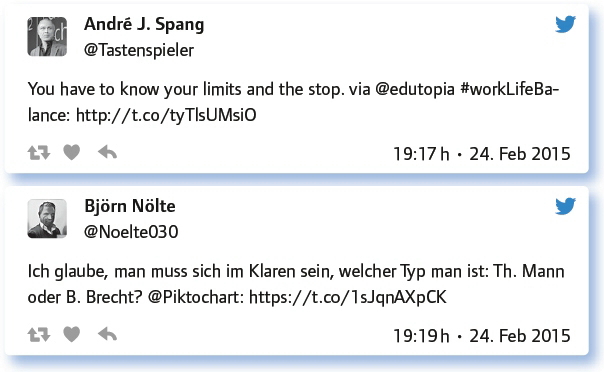 André J. Spang
@Tastenspieler
You have to know your limits and the stop. via @edutopia #workLifeBa-
lance: http://t.co/tyTlsUMsiO
19:17 h · 24. Feb 2015
Björn Nölte
@Noelte030
Ich glaube, man muss sich im Klaren sein, welcher Typ man ist: Th. Mann
oder B. Brecht? @Piktochart: https://t.co/1sJqnAXpCK
19:19 h · 24. Feb 2015